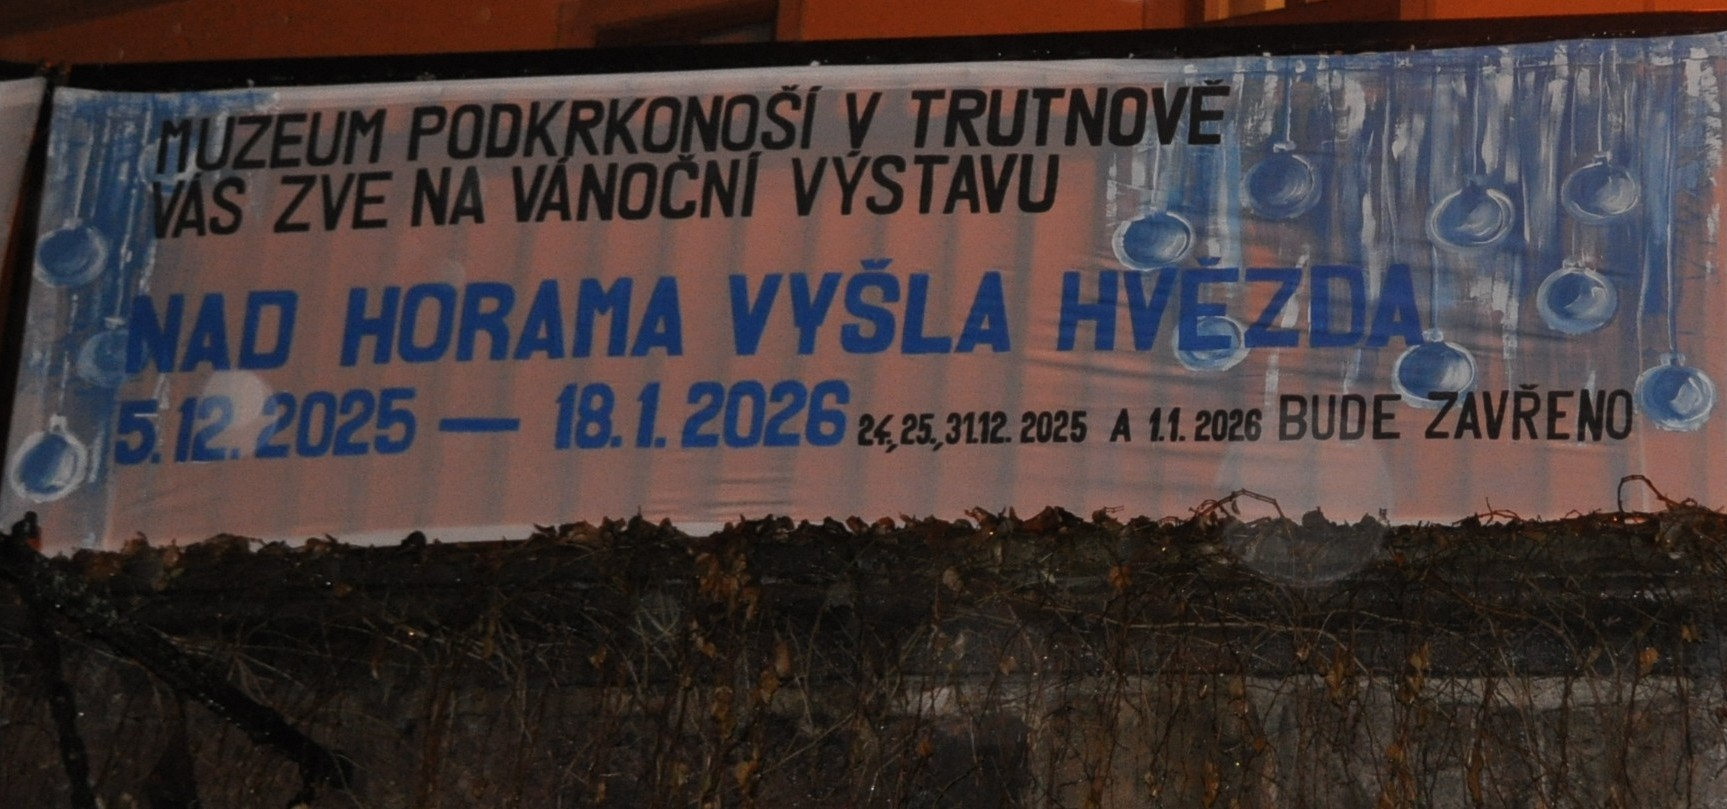 MUZEUM PODKRKONOŠÍ V TRUTNOVĚ
VÁS ZVE NA VÁNOČNÍ VÝSTAVU
NAD HORAMA VYŠLA HVĚZDA
5.12.2025 — 18.1.2026 24.,25.,31.12. 2025 A 1.1. 2026 BUDE ZAVŘENO